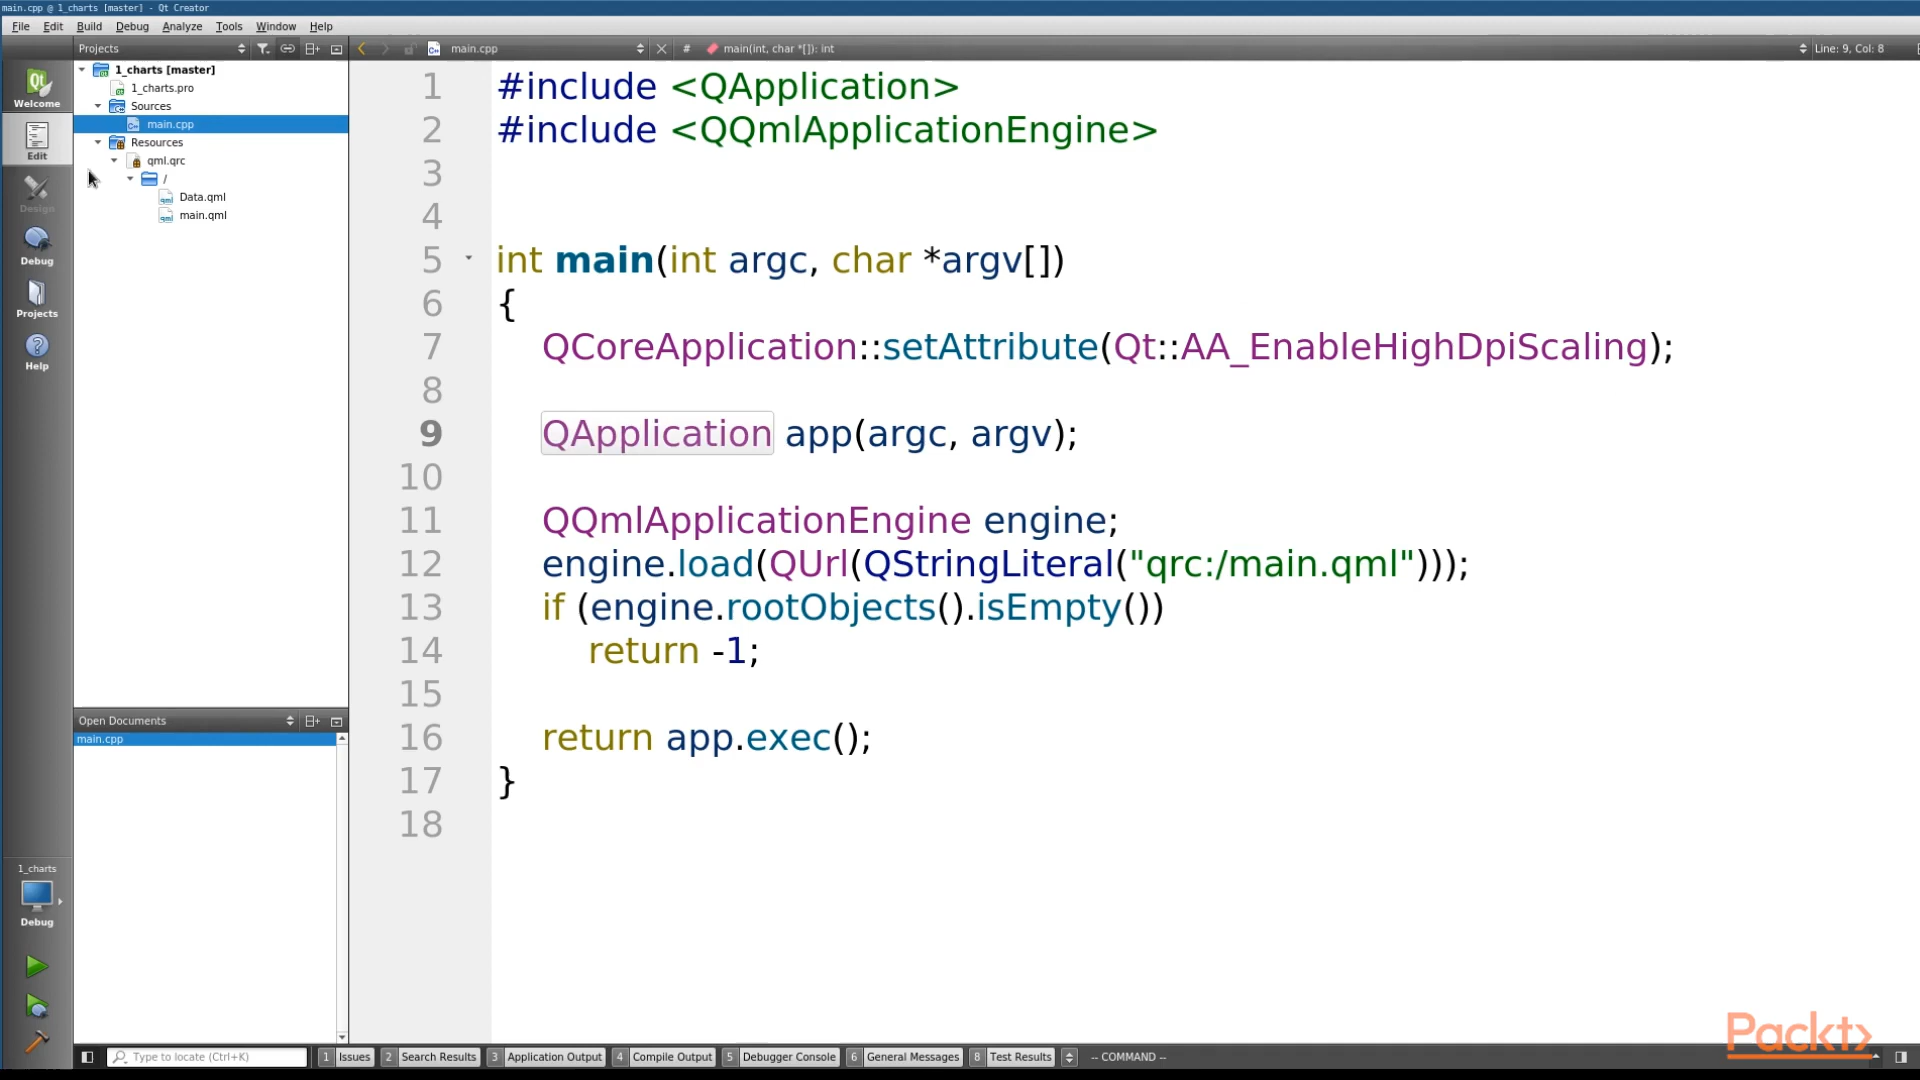 main.cpp @ 1_charts [master] - Qt Creator
File Edit Build Debug Analyze Tools Window Help
Projects
main.cpp
#
main(int, char *[]): int
Line: 9, Col: 8
Welcome
Edit
Design
Debug
Projects
Help
1_charts [master]
1_charts.pro
Sources
main.cpp
Resources
qml.qrc
/
Data.qml
main.qml
1 #include <QApplication>
2 #include <QQmlApplicationEngine>
3
4
5 int main(int argc, char *argv[])
6 {
7 QCoreApplication::setAttribute(Qt::AA_EnableHighDpiScaling);
8
9 QApplication app(argc, argv);
10
11 QQmlApplicationEngine engine;
12 engine.load(QUrl(QStringLiteral("qrc:/main.qml")));
13 if (engine.rootObjects().isEmpty())
14 return -1;
15
16 return app.exec();
17 }
18
Open Documents
main.cpp
1_charts
Debug
Packt>
Type to locate (Ctrl+K)
1 Issues 2 Search Results 3 Application Output 4 Compile Output 5 Debugger Console 6 General Messages 8 Test Results -- COMMAND --